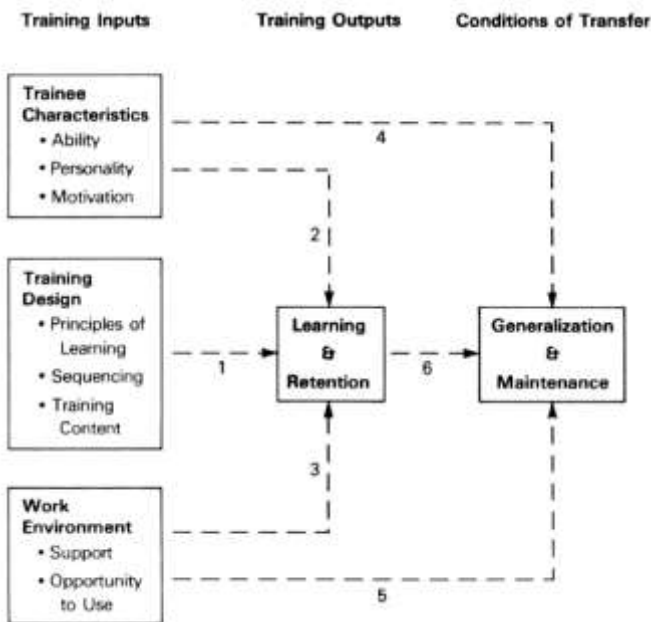 Training Inputs
Training Outputs
Conditions of Transfer
Trainee
Characteristics
• Ability
• Personality
• Motivation
4
2
Training
Design
• Principles of
Learning
• Sequencing
• Training
Content
1
Learning
&
Retention
6
Generalization
&
Maintenance
3
Work
Environment
• Support
• Opportunity
to Use
5